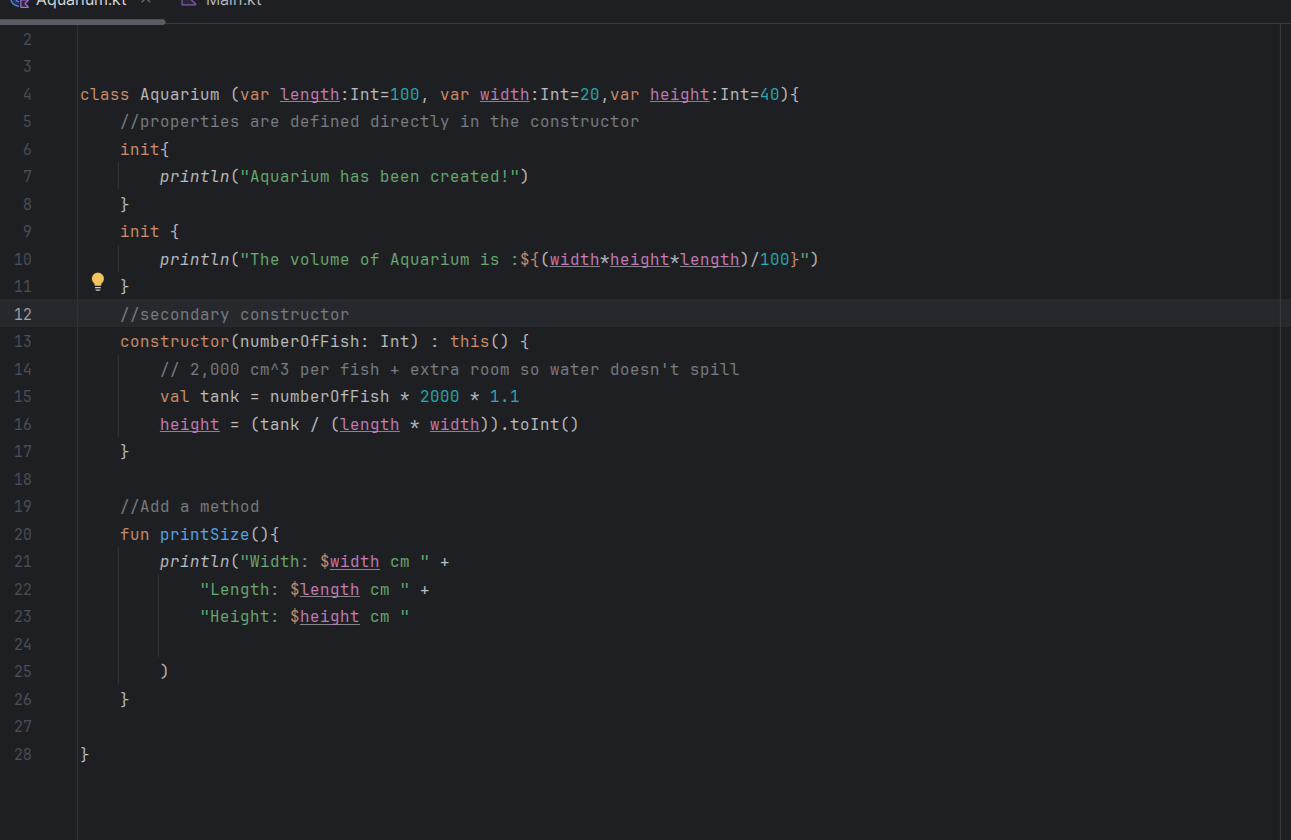 Aquarium.kt Main.kt
2
3
4 class Aquarium (var length:Int=100, var width:Int=20,var height:Int=40){
5 //properties are defined directly in the constructor
6 init{
7 println("Aquarium has been created!")
8 }
9 init {
10 println("The volume of Aquarium is :${(width*height*length)/100}")
11 }
12 //secondary constructor
13 constructor(numberOfFish: Int) : this() {
14 // 2,000 cm^3 per fish + extra room so water doesn't spill
15 val tank = numberOfFish * 2000 * 1.1
16 height = (tank / (length * width)).toInt()
17 }
18
19 //Add a method
20 fun printSize(){
21 println("Width: $width cm " +
22 "Length: $length cm " +
23 "Height: $height cm "
24
25 )
26 }
27
28 }